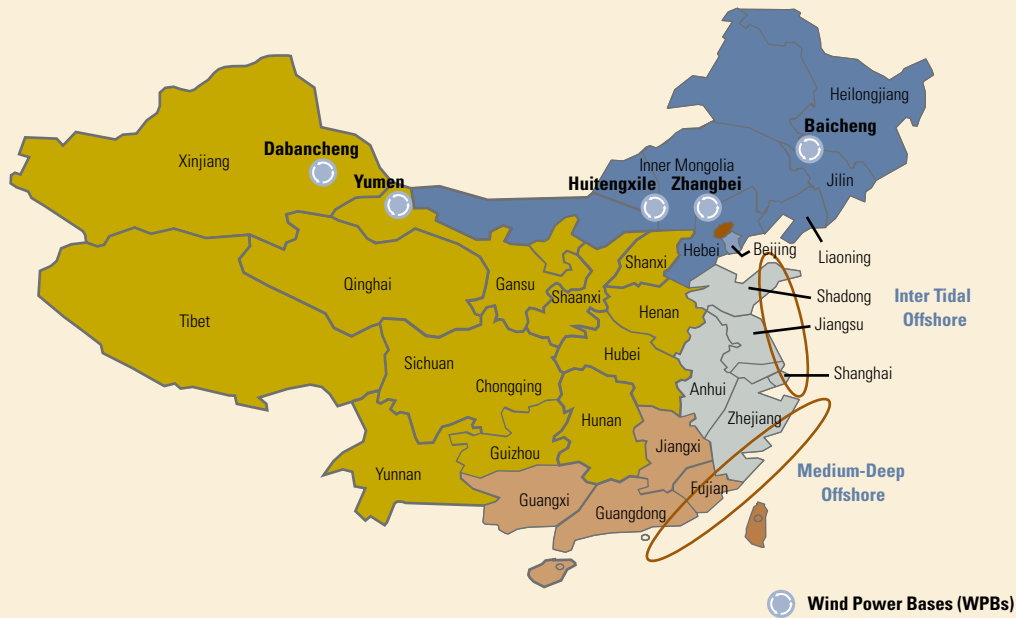 Heilongjiang
Baicheng
Xinjiang
Dabancheng
Inner Mongolia
Yumen
Huitengxile
Zhangbei
Jilin
Hebei
Beijing
Liaoning
Shanxi
Qinghai
Gansu
Shaanxi
Shadong
Inter Tidal
Offshore
Henan
Tibet
Jiangsu
Hubei
Sichuan
Shanghai
Chongqing
Anhui
Zhejiang
Hunan
Jiangxi
Guizhou
Yunnan
Medium-Deep
Offshore
Fujian
Guangxi
Guangdong
Wind Power Bases (WPBs)